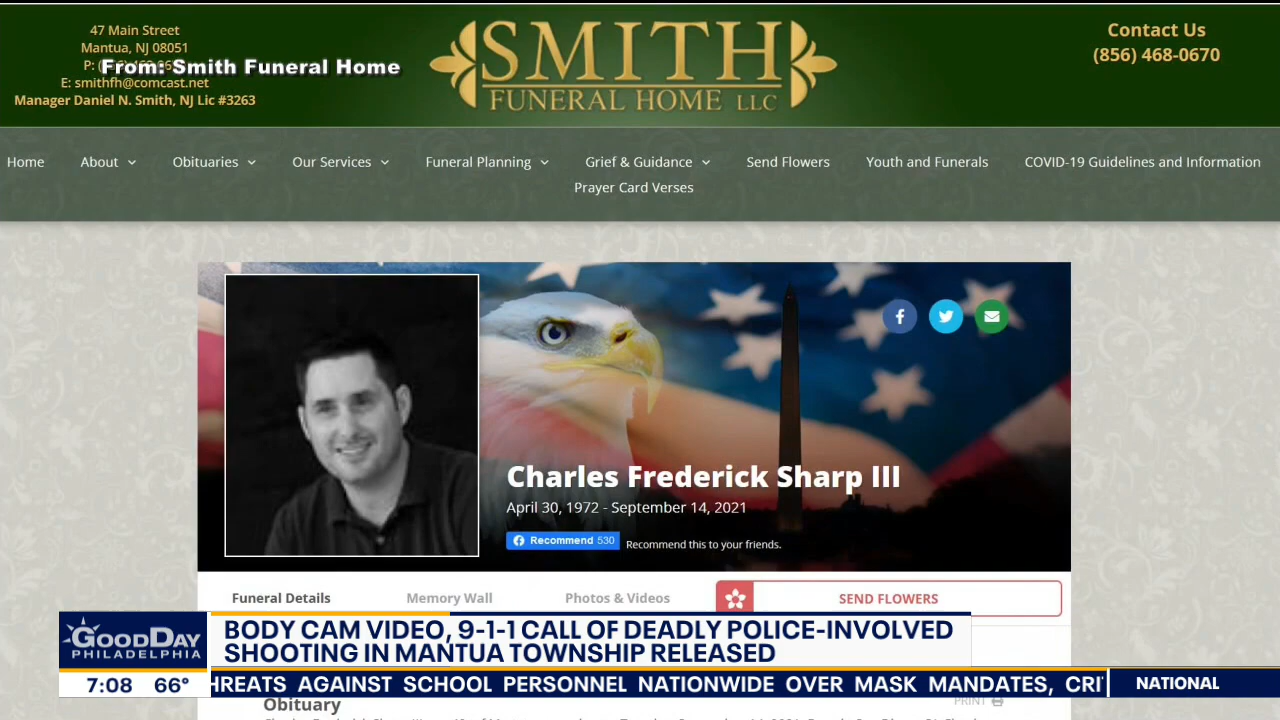 47 Main Street
Mantua, NJ 08051
From: Smith Funeral Home
E: smithfh@comcast.net
Manager Daniel N. Smith, NJ Lic #3263
SMITH
FUNERAL HOME LLC
Contact Us
(856) 468-0670
Home About Obituaries Our Services Funeral Planning Grief & Guidance Send Flowers Youth and Funerals COVID-19 Guidelines and Information
Prayer Card Verses
Charles Frederick Sharp III
April 30, 1972 - September 14, 2021
Recommend 530 Recommend this to your friends.
Funeral Details Memory Wall Photos & Videos SEND FLOWERS
GOODDAY
PHILADELPHIA
BODY CAM VIDEO, 9-1-1 CALL OF DEADLY POLICE-INVOLVED
SHOOTING IN MANTUA TOWNSHIP RELEASED
7:08 66° HREATS AGAINST SCHOOL PERSONNEL NATIONWIDE OVER MASK MANDATES, CRI NATIONAL
PRINT
Obituary